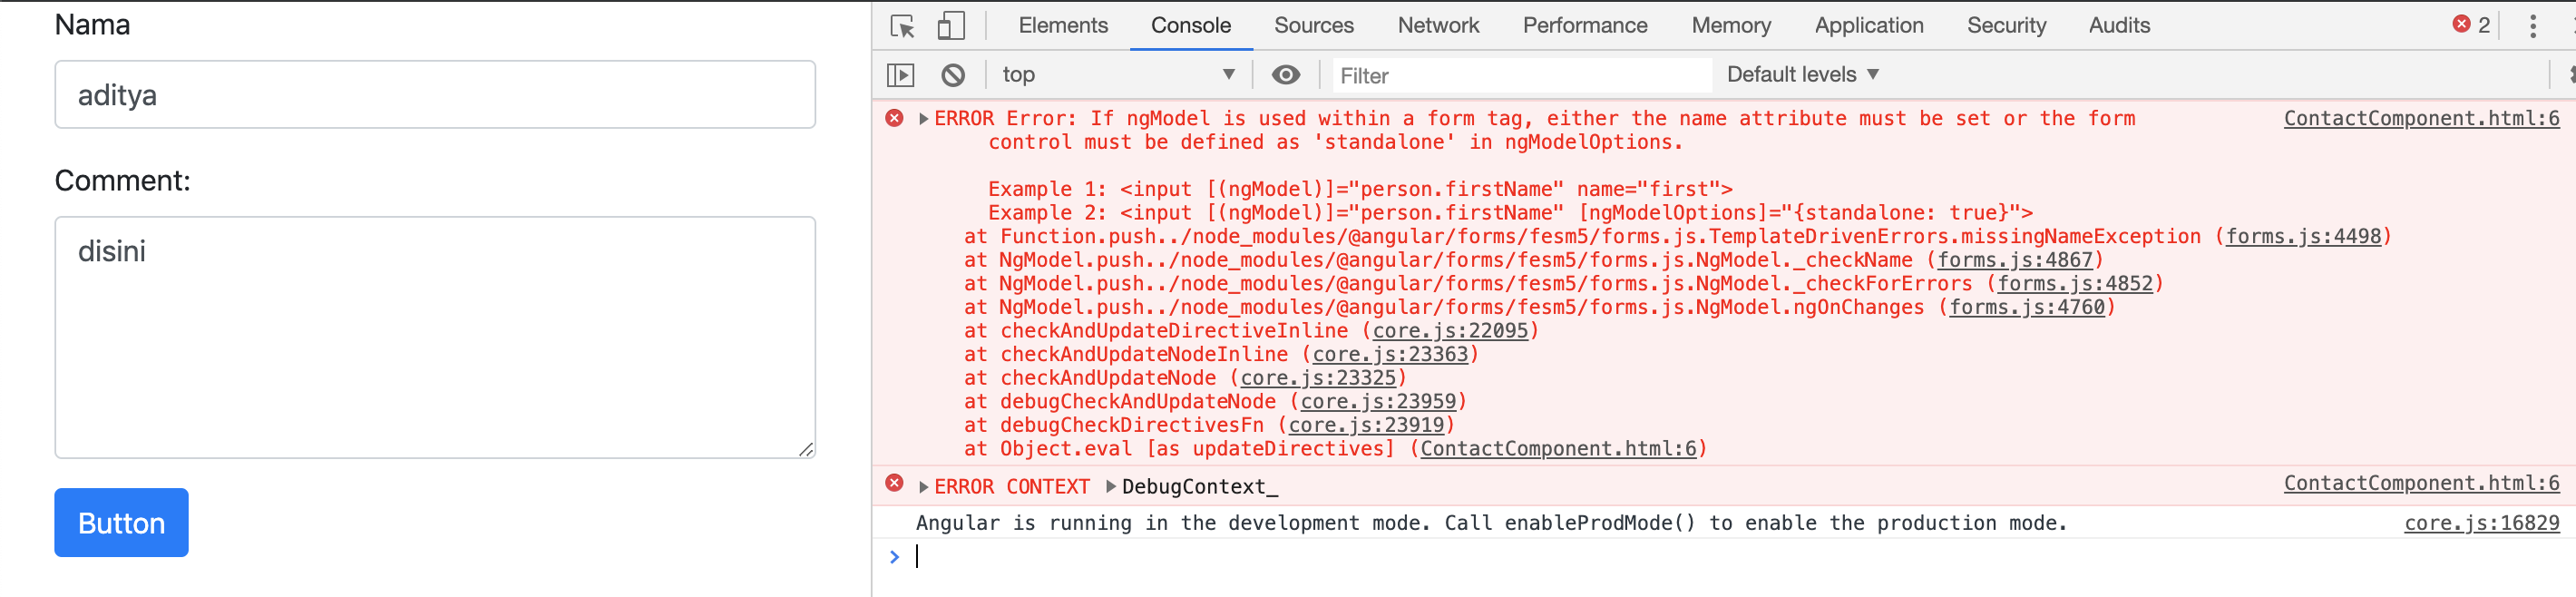 Nama
aditya
Comment:
disini
Button
Elements Console Sources Network Performance Memory Application Security Audits 2
top Filter Default levels
ERROR Error: If ngModel is used within a form tag, either the name attribute must be set or the form ContactComponent.html:6
control must be defined as 'standalone' in ngModelOptions.
Example 1: <input [(ngModel)]="person.firstName" name="first">
Example 2: <input [(ngModel)]="person.firstName" [ngModelOptions]="{standalone: true}">
at Function.push../node_modules/@angular/forms/fesm5/forms.js.TemplateDrivenErrors.missingNameException (forms.js:4498)
at NgModel.push../node_modules/@angular/forms/fesm5/forms.js.NgModel._checkName (forms.js:4867)
at NgModel.push../node_modules/@angular/forms/fesm5/forms.js.NgModel._checkForErrors (forms.js:4852)
at NgModel.push../node_modules/@angular/forms/fesm5/forms.js.NgModel.ngOnChanges (forms.js:4760)
at checkAndUpdateDirectiveInline (core.js:22095)
at checkAndUpdateNodeInline (core.js:23363)
at checkAndUpdateNode (core.js:23325)
at debugCheckAndUpdateNode (core.js:23959)
at debugCheckDirectivesFn (core.js:23919)
at Object.eval [as updateDirectives] (ContactComponent.html:6)
ERROR CONTEXT DebugContext_ ContactComponent.html:6
Angular is running in the development mode. Call enableProdMode() to enable the production mode. core.js:16829